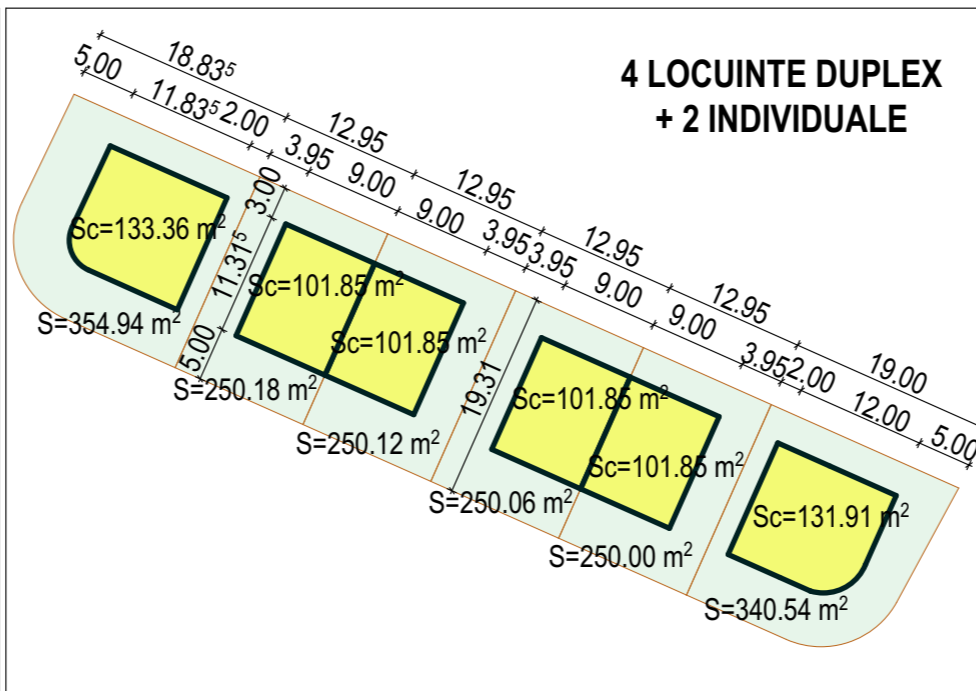 4 LOCUINTE DUPLEX
+ 2 INDIVIDUALE
18.83⁵
12.95
12.95
12.95
12.95
19.00
5.00
11.83⁵
2.00
3.95
9.00
9.00
3.95
3.95
9.00
9.00
3.95
2.00
12.00
5.00
3.00
11.31⁵
5.00
19.31
Sc=133.36 m²
S=354.94 m²
Sc=101.85 m²
S=250.18 m²
Sc=101.85 m²
S=250.12 m²
Sc=101.85 m²
S=250.06 m²
Sc=101.85 m²
S=250.00 m²
Sc=131.91 m²
S=340.54 m²